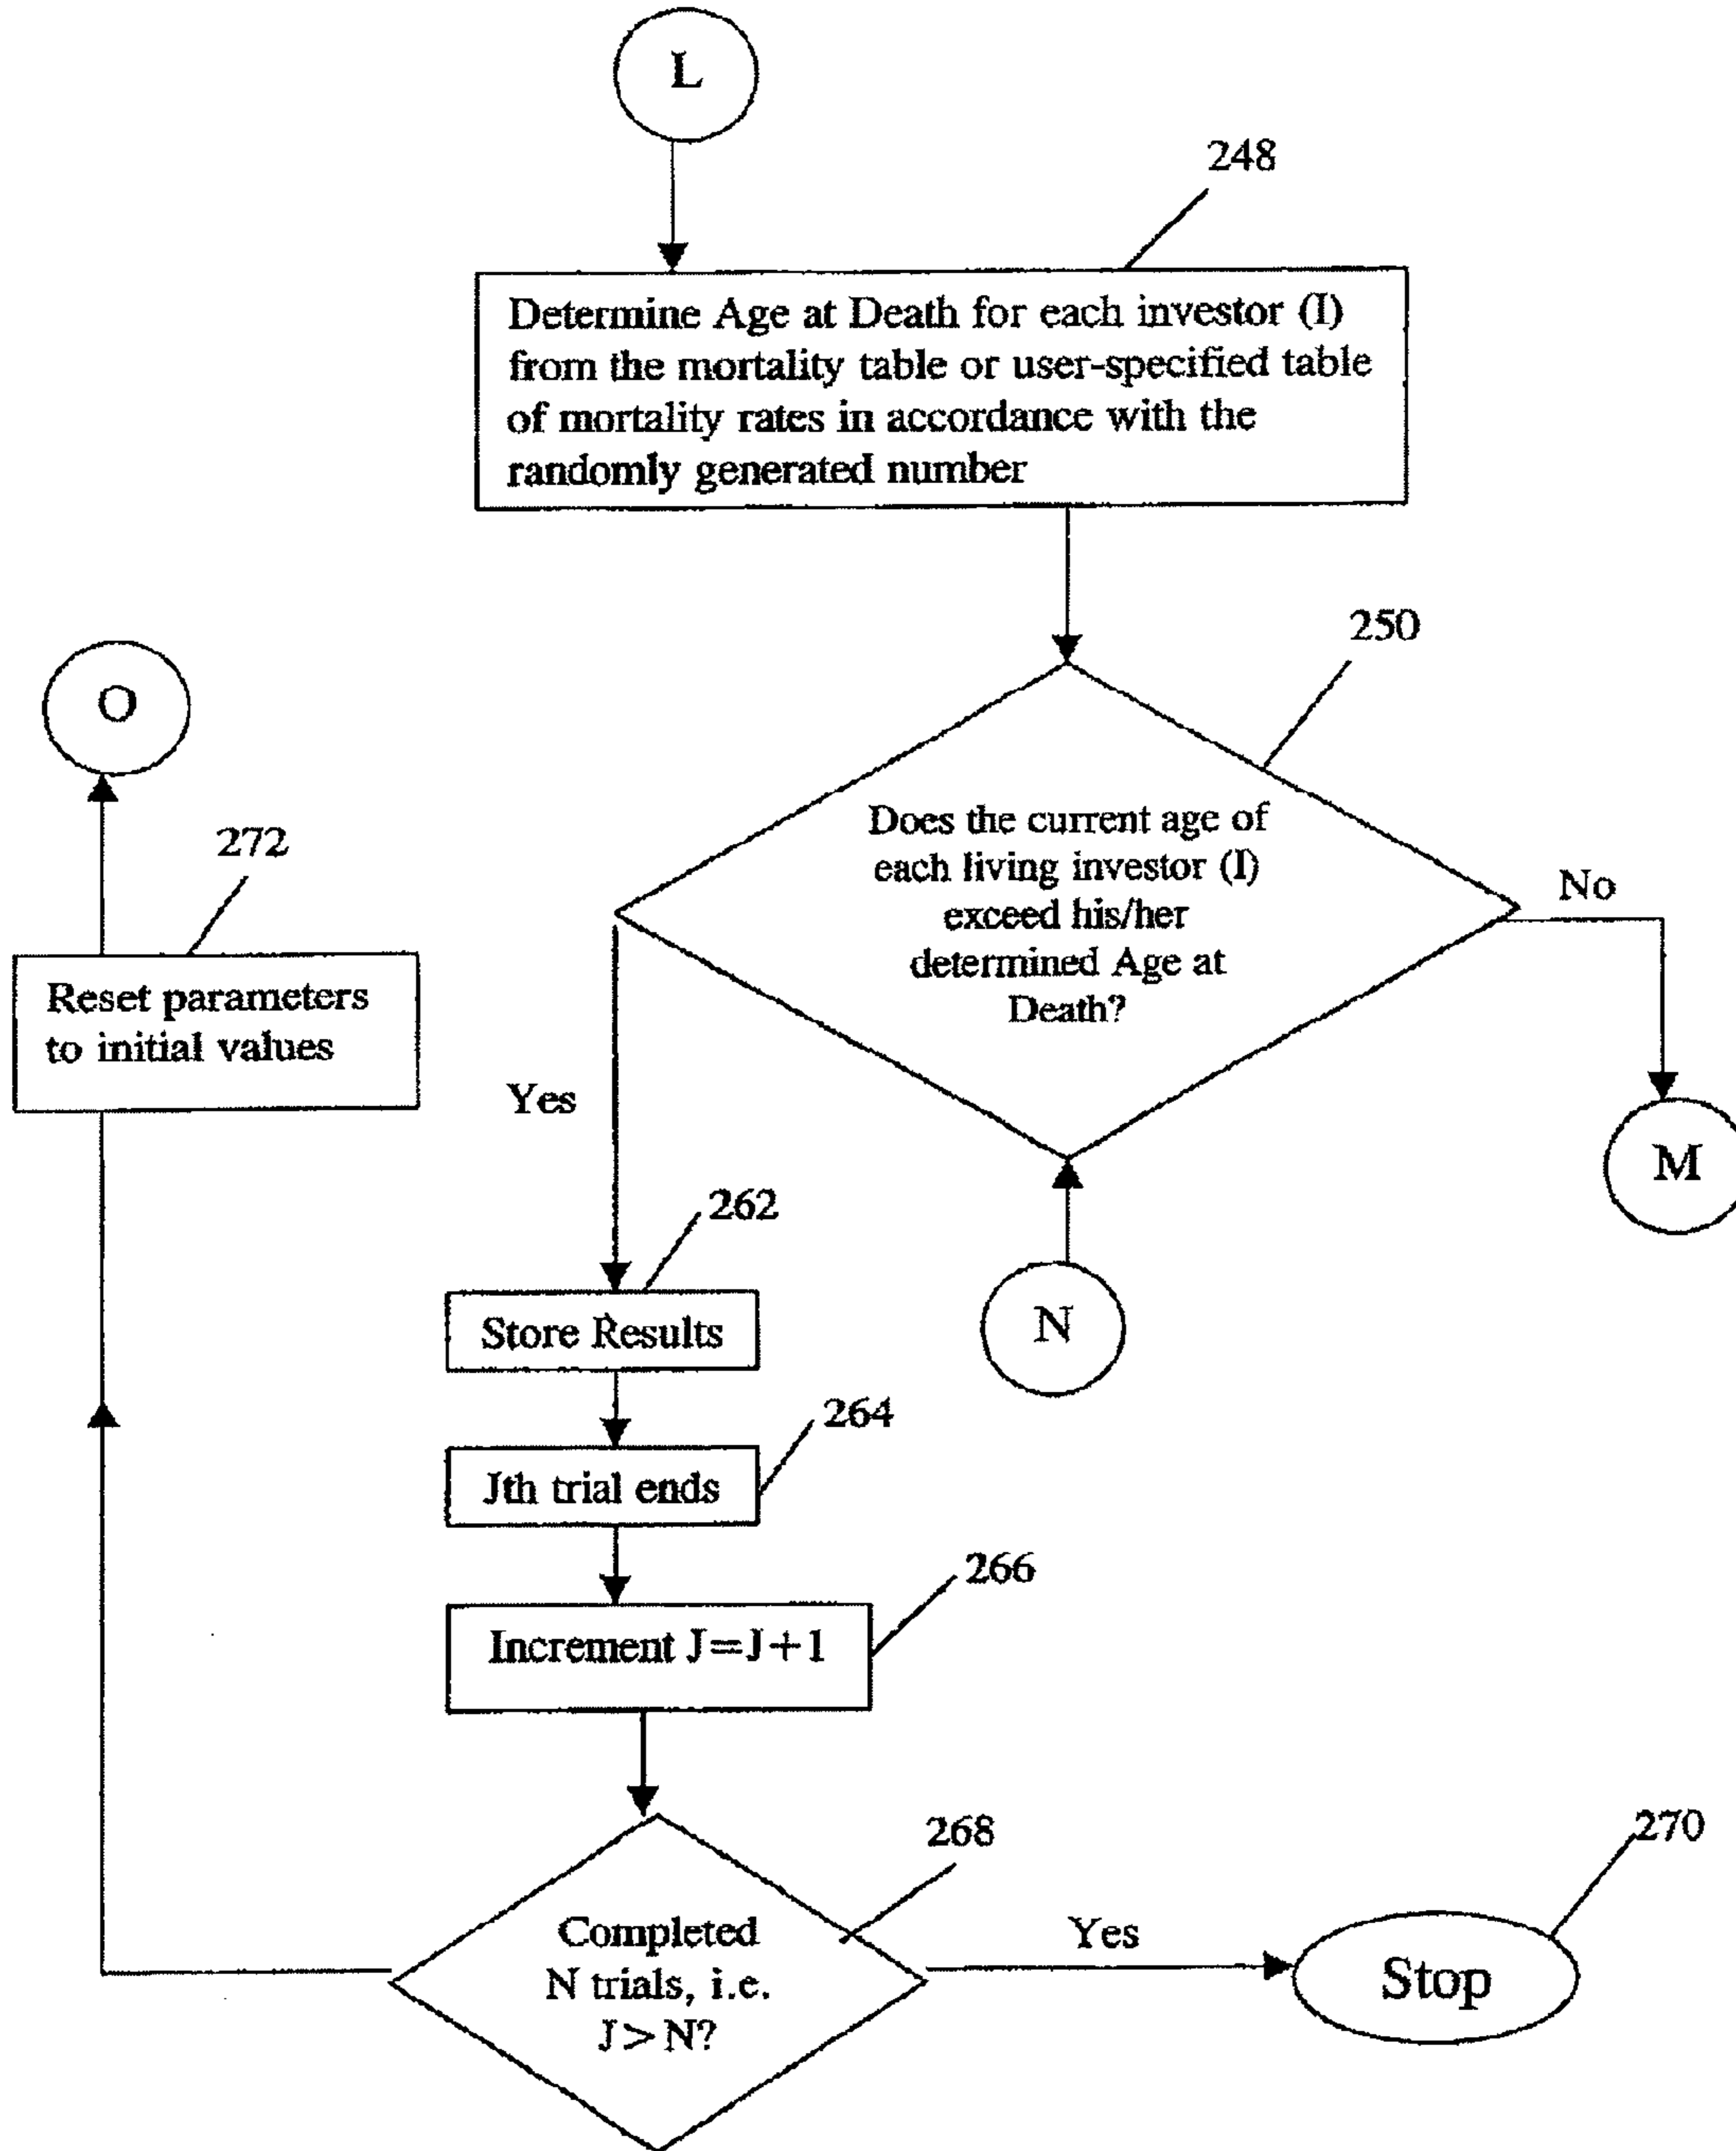 L
248
Determine Age at Death for each investor (I)
from the mortality table or user-specified table
of mortality rates in accordance with the
randomly generated number
250
O
Does the current age of
each living investor (I)
exceed his/her
determined Age at
Death?
No
272
Reset parameters
to initial values
Yes
M
262
N
Store Results
264
Jth trial ends
266
Increment J=J+1
268
270
Completed
N trials, i.e.
J>N?
Yes
Stop